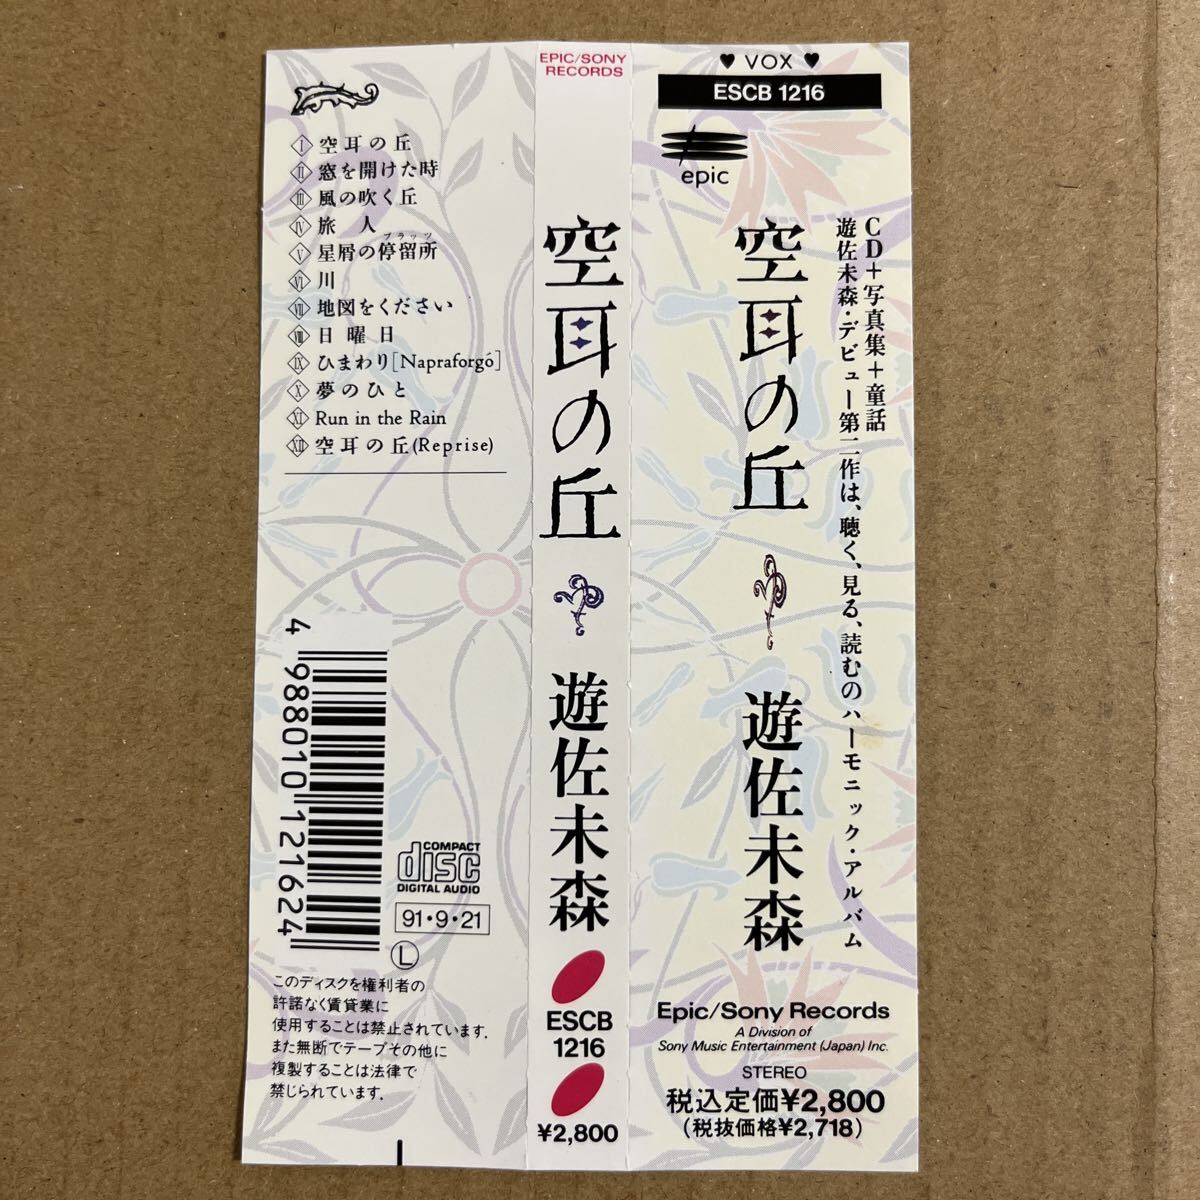 Ⅰ 空耳の丘
Ⅱ 窓を開けた時
Ⅲ 風の吹く丘
Ⅳ 旅 人
プラッツ
Ⅴ 星屑の停留所
Ⅵ 川
Ⅶ 地図をください
Ⅷ 日曜日
Ⅸ ひまわり[Napraforgó]
Ⅹ 夢のひと
Ⅺ Run in the Rain
Ⅻ 空耳の丘(Reprise)
4 988010 121624
COMPACT
disc
DIGITAL AUDIO
91・9・21
Ⓛ
このディスクを権利者の
許諾なく賃貸業に
使用することは禁止されています。
また無断でテープその他に
複製することは法律で
禁じられています。
EPIC/SONY
RECORDS
空耳の丘
遊佐未森
ESCB
1216
¥2,800
♥ VOX ♥
ESCB 1216
epic
CD+写真集+童話
遊佐未森・デビュー第二作は、聴く、見る、読むのハーモニック・アルバム
空耳の丘
遊佐未森
Epic/Sony Records
A Division of
Sony Music Entertainment (Japan) Inc.
STEREO
税込定価¥2,800
(税抜価格¥2,718)